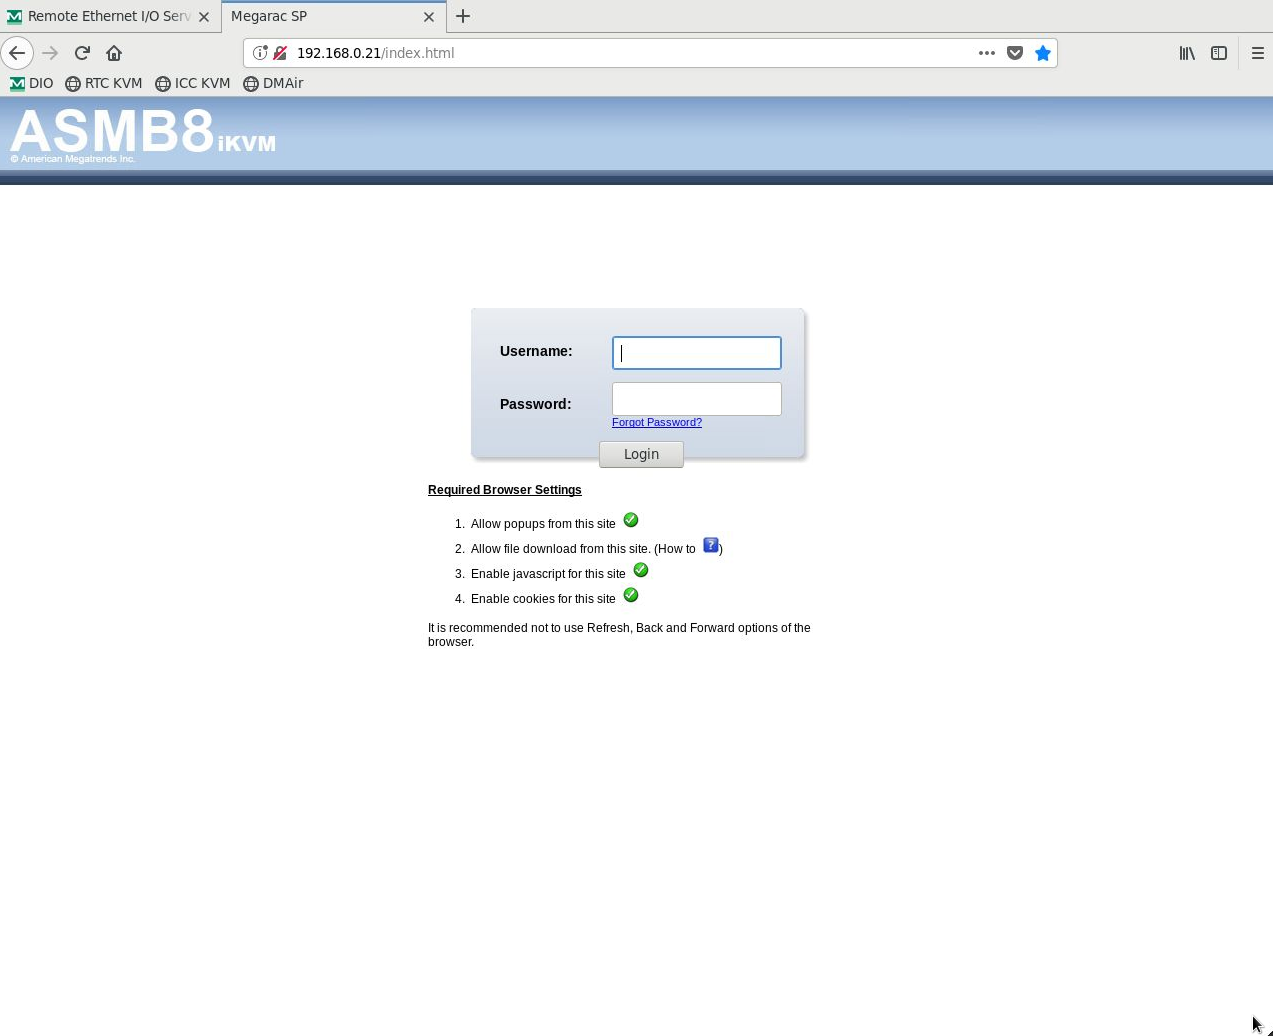 Remote Ethernet I/O Serv
Megarac SP
192.168.0.21/index.html
DIO RTC KVM ICC KVM DMAir
ASMB8 iKVM
© American Megatrends Inc.
Username:
Password:
Forgot Password?
Login
Required Browser Settings
1. Allow popups from this site
2. Allow file download from this site. (How to ?)
3. Enable javascript for this site
4. Enable cookies for this site
It is recommended not to use Refresh, Back and Forward options of the
browser.